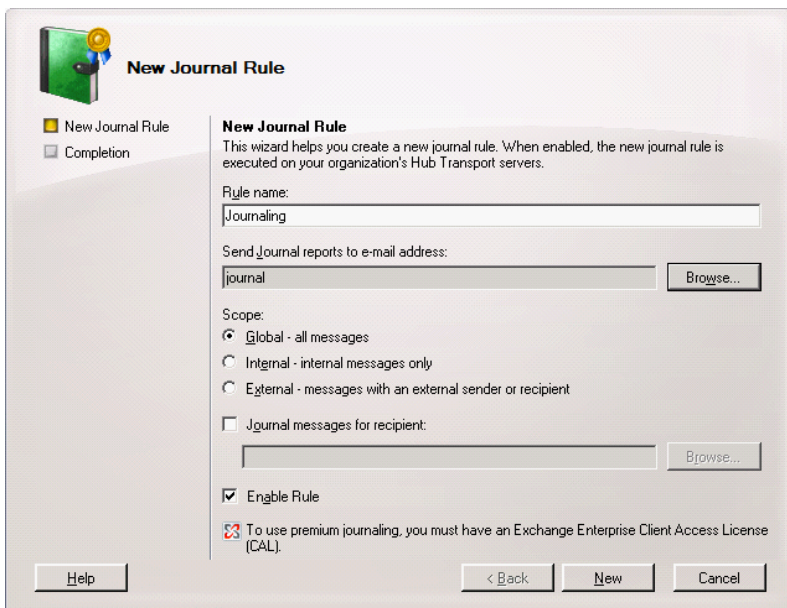 New Journal Rule
New Journal Rule
Completion
New Journal Rule
This wizard helps you create a new journal rule. When enabled, the new journal rule is
executed on your organization's Hub Transport servers.
Rule name:
Journaling
Send Journal reports to e-mail address:
journal
Browse...
Scope:
Global - all messages
Internal - internal messages only
External - messages with an external sender or recipient
Journal messages for recipient:
Browse...
Enable Rule
To use premium journaling, you must have an Exchange Enterprise Client Access License
(CAL).
Help
< Back
New
Cancel